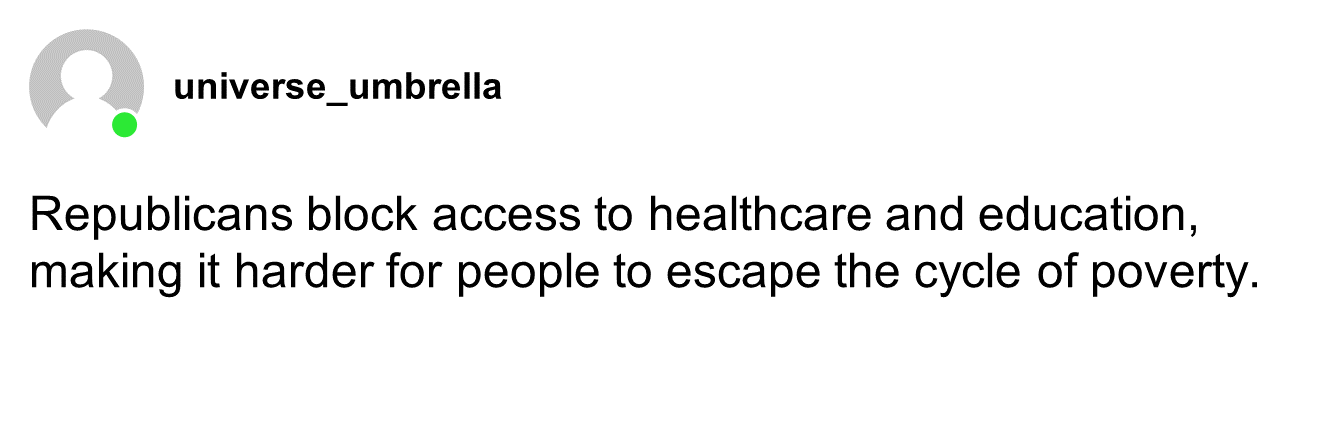 universe_umbrella
Republicans block access to healthcare and education,
making it harder for people to escape the cycle of poverty.